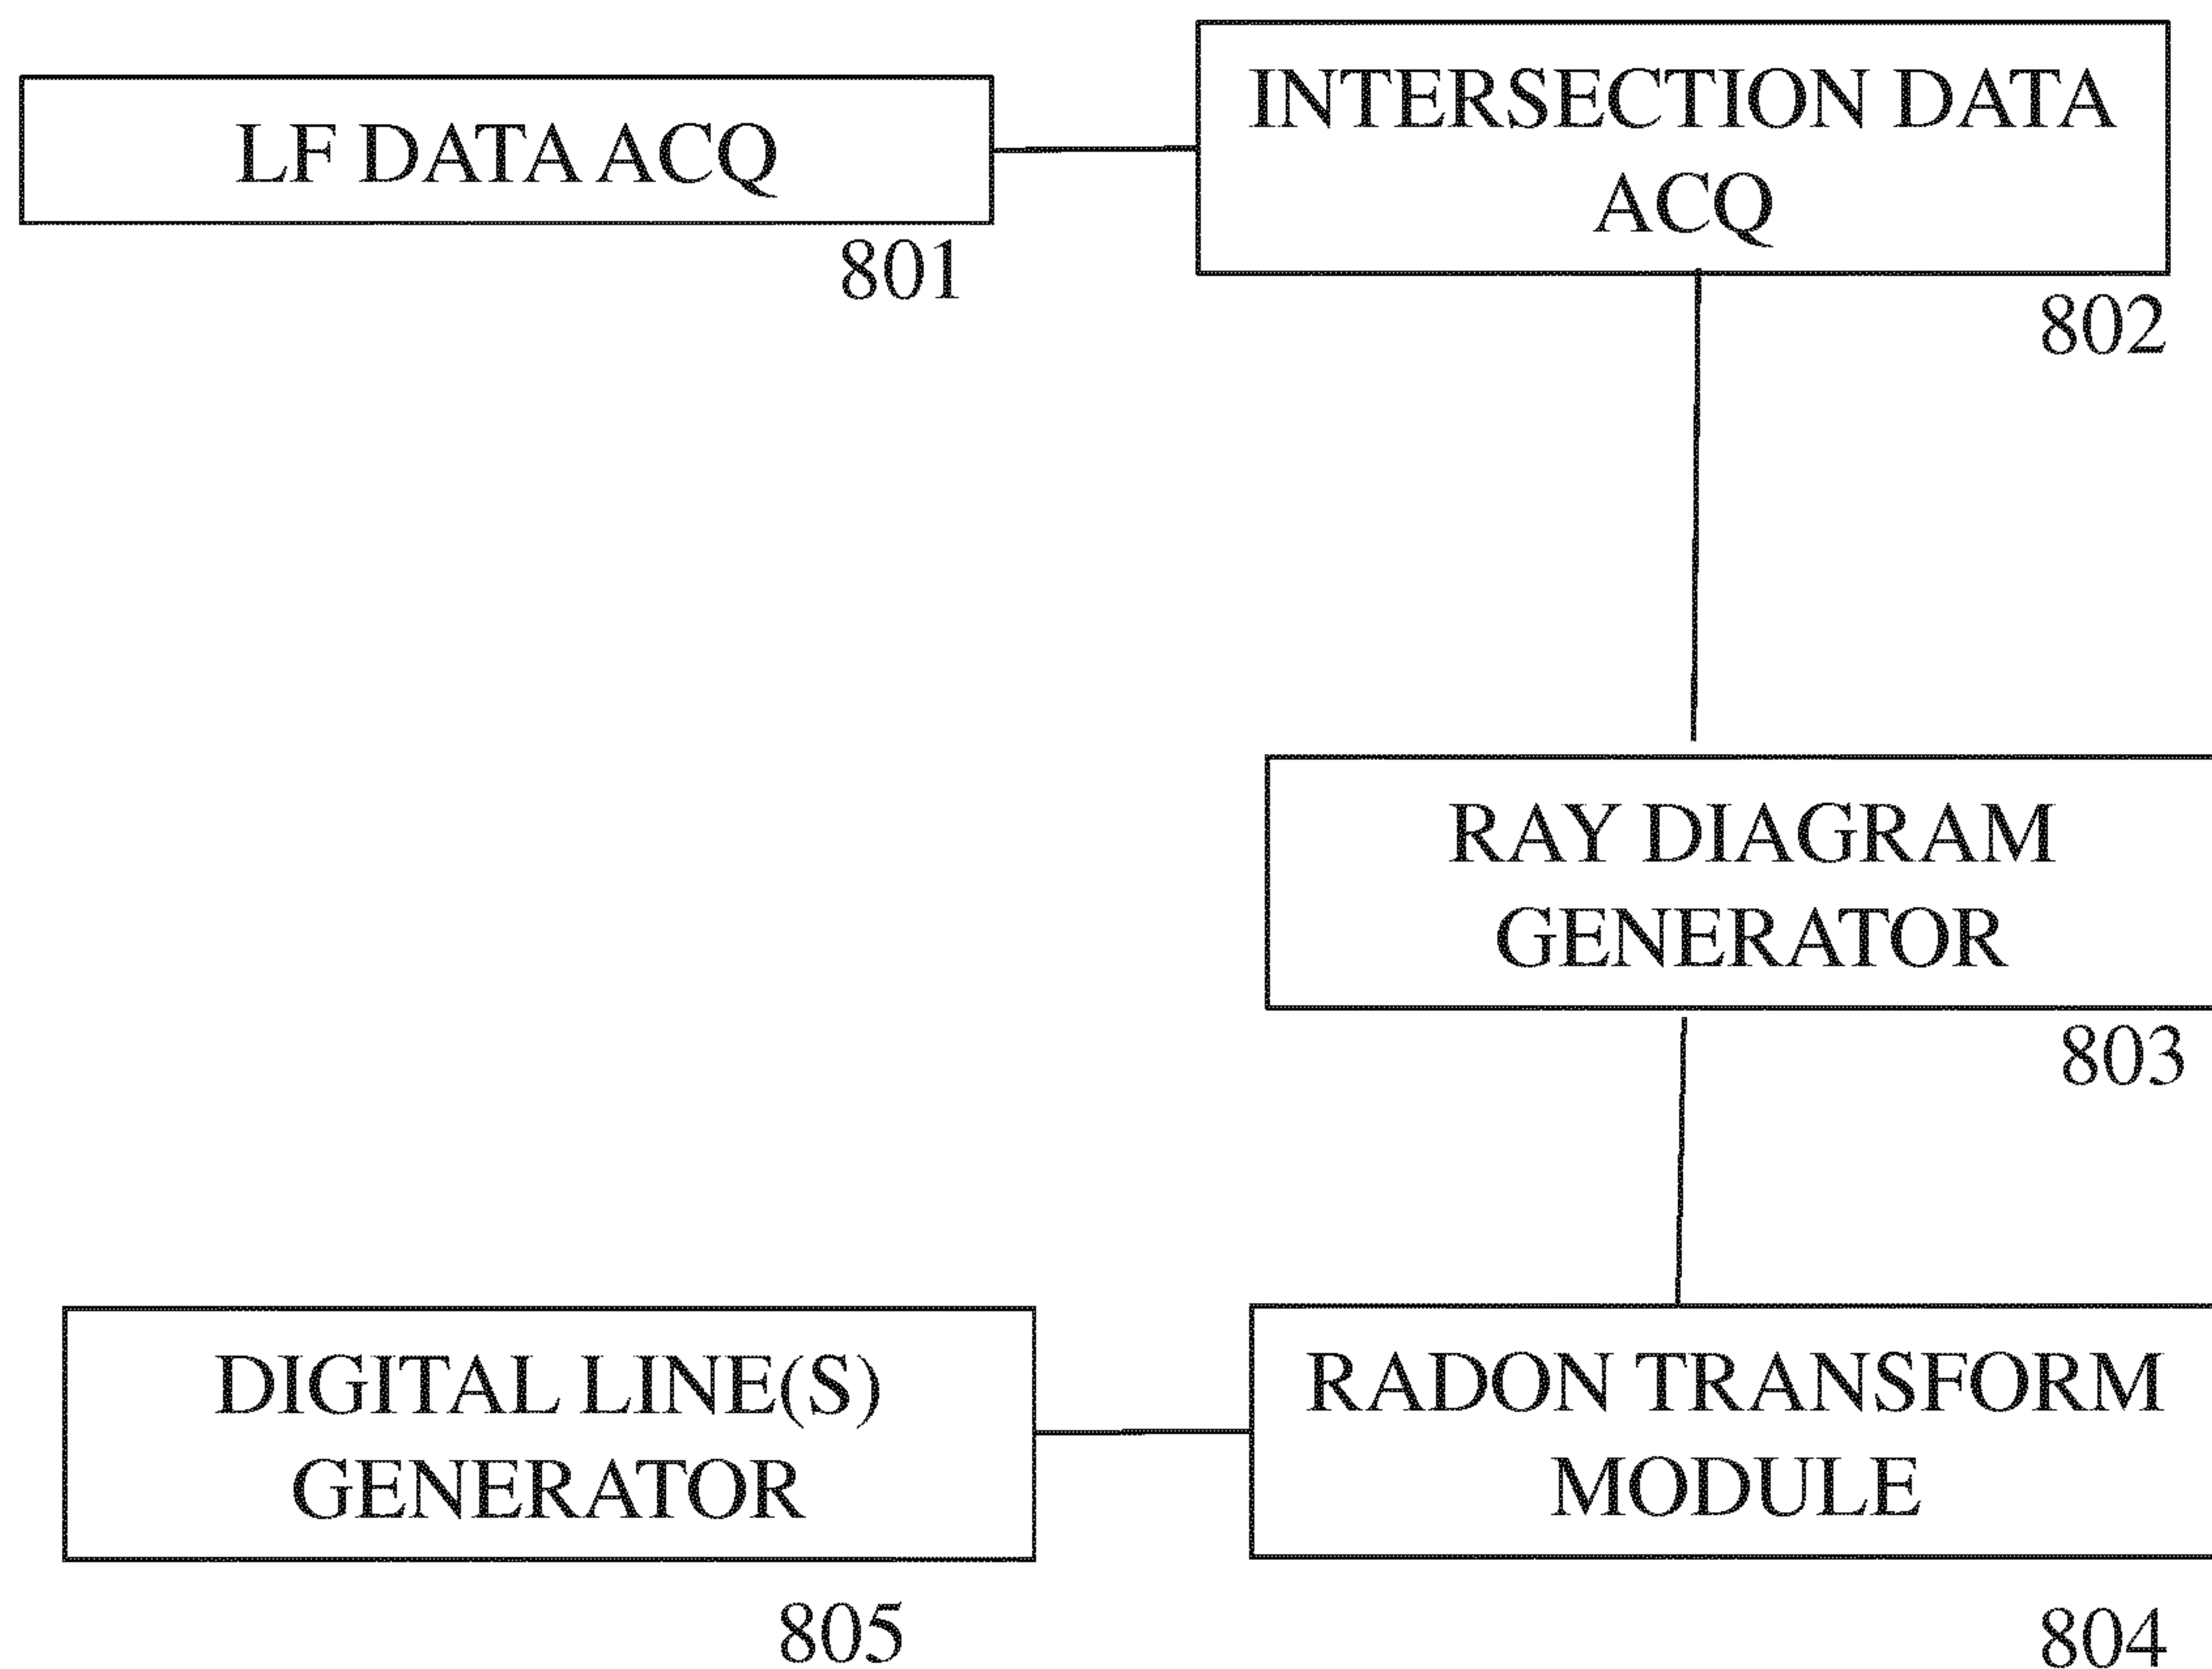 LF DATA ACQ
801
INTERSECTION DATA
ACQ
802
RAY DIAGRAM
GENERATOR
803
RADON TRANSFORM
MODULE
804
DIGITAL LINE(S)
GENERATOR
805